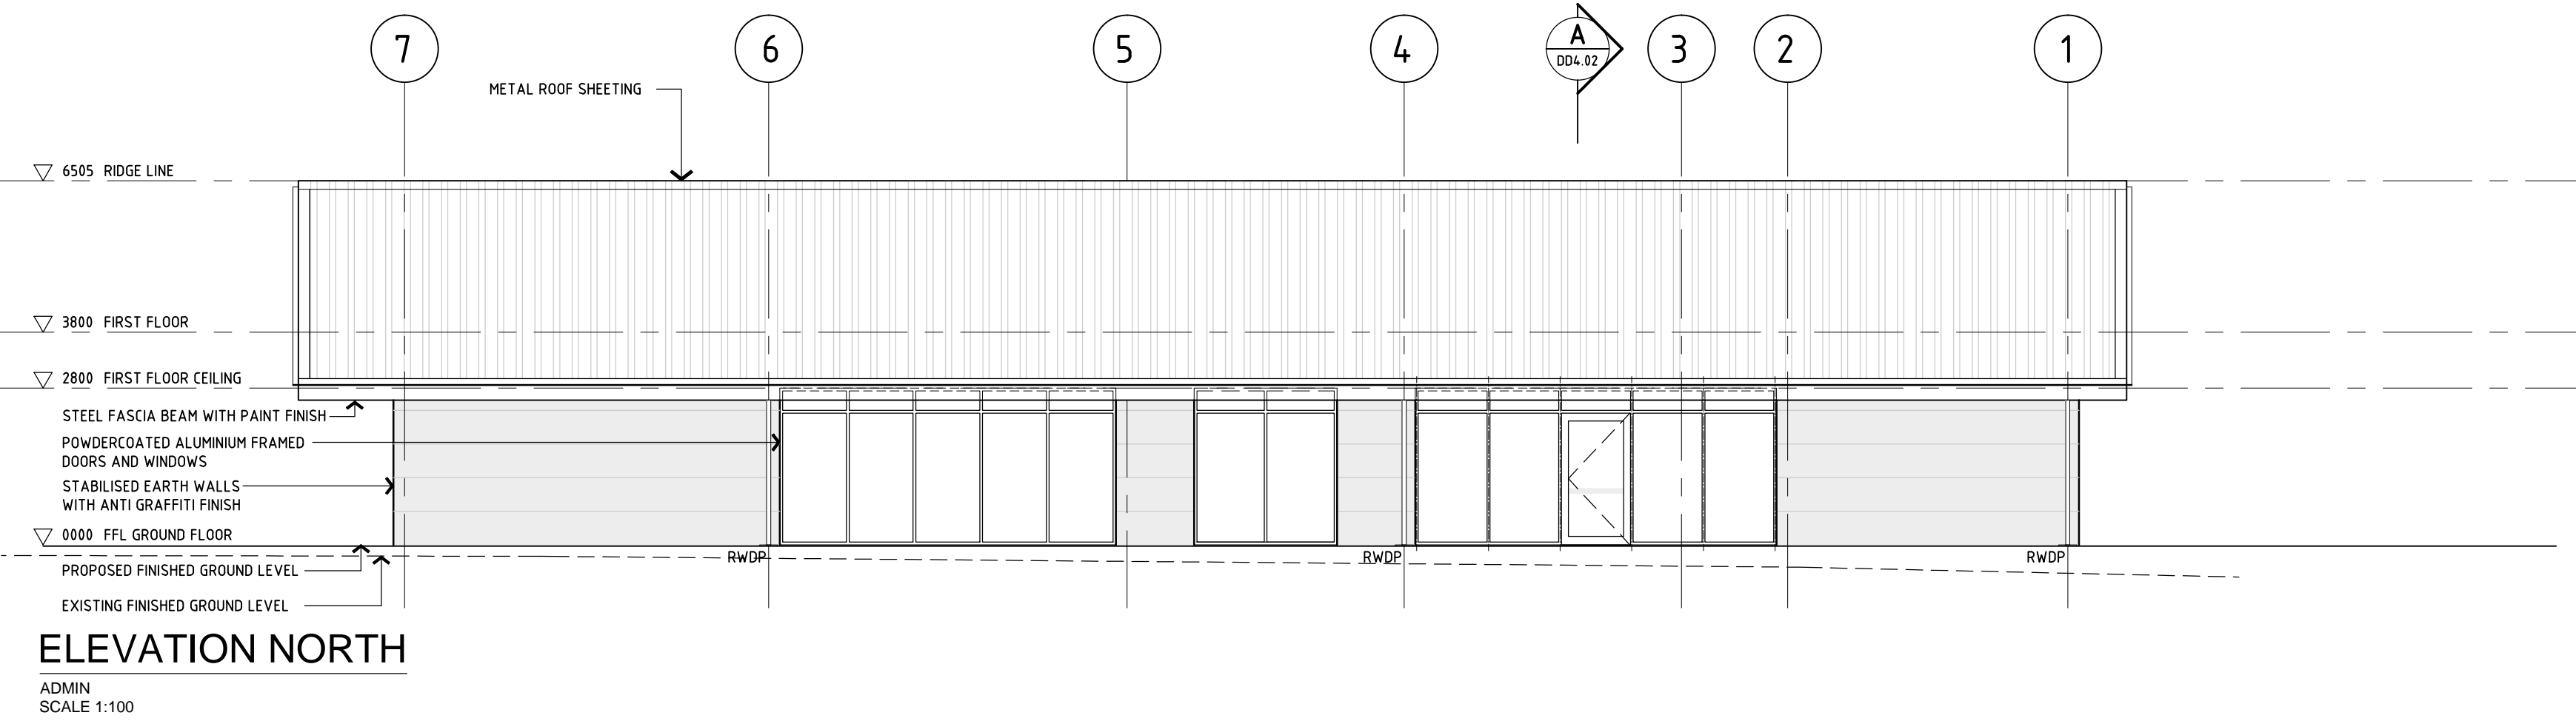 7
6
5
4
A
DD4.02
3
2
1
METAL ROOF SHEETING
6505 RIDGE LINE
3800 FIRST FLOOR
2800 FIRST FLOOR CEILING
STEEL FASCIA BEAM WITH PAINT FINISH
POWDERCOATED ALUMINIUM FRAMED
DOORS AND WINDOWS
STABILISED EARTH WALLS
WITH ANTI GRAFFITI FINISH
0000 FFL GROUND FLOOR
RWDP
RWDP
RWDP
PROPOSED FINISHED GROUND LEVEL
EXISTING FINISHED GROUND LEVEL
ELEVATION NORTH
ADMIN
SCALE 1:100